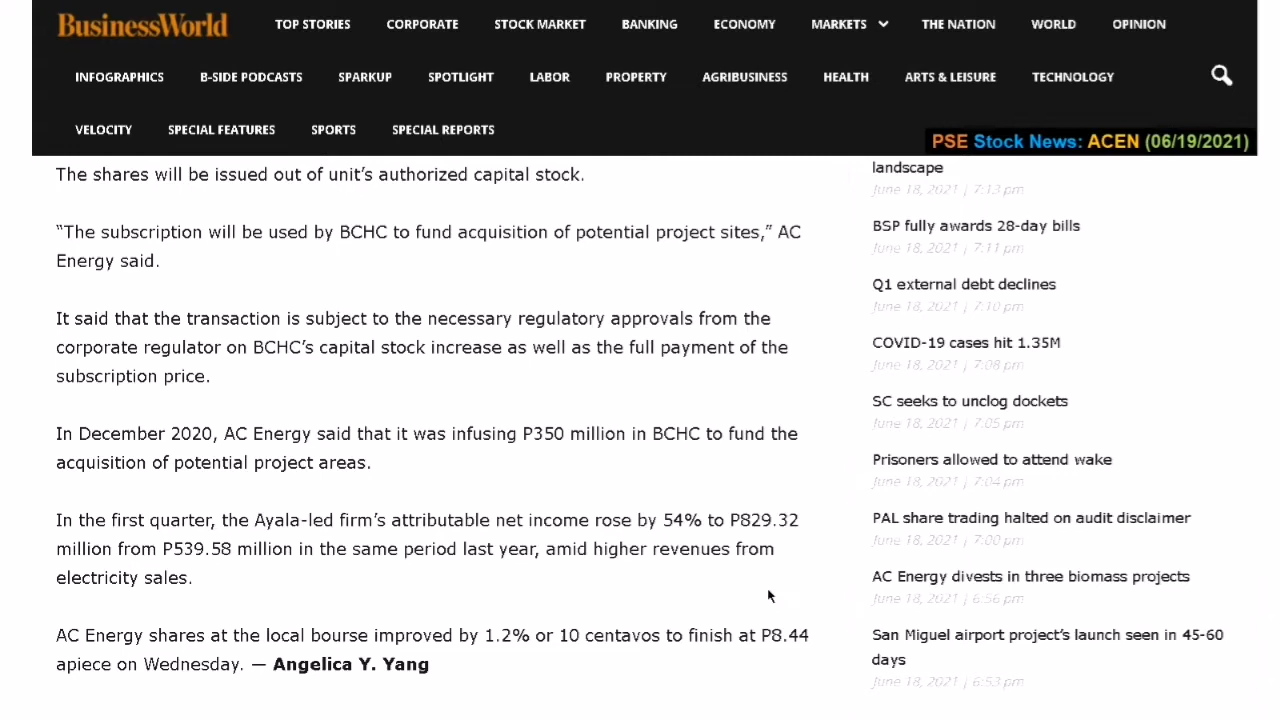 BusinessWorld
TOP STORIES CORPORATE STOCK MARKET BANKING ECONOMY MARKETS THE NATION WORLD OPINION
INFOGRAPHICS B-SIDE PODCASTS SPARKUP SPOTLIGHT LABOR PROPERTY AGRIBUSINESS HEALTH ARTS & LEISURE TECHNOLOGY
VELOCITY SPECIAL FEATURES SPORTS SPECIAL REPORTS
PSE Stock News: ACEN (06/19/2021)
The shares will be issued out of unit’s authorized capital stock.
“The subscription will be used by BCHC to fund acquisition of potential project sites,” AC
Energy said.
It said that the transaction is subject to the necessary regulatory approvals from the
corporate regulator on BCHC’s capital stock increase as well as the full payment of the
subscription price.
In December 2020, AC Energy said that it was infusing P350 million in BCHC to fund the
acquisition of potential project areas.
In the first quarter, the Ayala-led firm’s attributable net income rose by 54% to P829.32
million from P539.58 million in the same period last year, amid higher revenues from
electricity sales.
AC Energy shares at the local bourse improved by 1.2% or 10 centavos to finish at P8.44
apiece on Wednesday. — Angelica Y. Yang
landscape
June 18, 2021 | 7:13 pm
BSP fully awards 28-day bills
June 18, 2021 | 7:11 pm
Q1 external debt declines
June 18, 2021 | 7:10 pm
COVID-19 cases hit 1.35M
June 18, 2021 | 7:08 pm
SC seeks to unclog dockets
June 18, 2021 | 7:05 pm
Prisoners allowed to attend wake
June 18, 2021 | 7:04 pm
PAL share trading halted on audit disclaimer
June 18, 2021 | 7:00 pm
AC Energy divests in three biomass projects
June 18, 2021 | 6:56 pm
San Miguel airport project’s launch seen in 45-60
days
June 18, 2021 | 6:53 pm